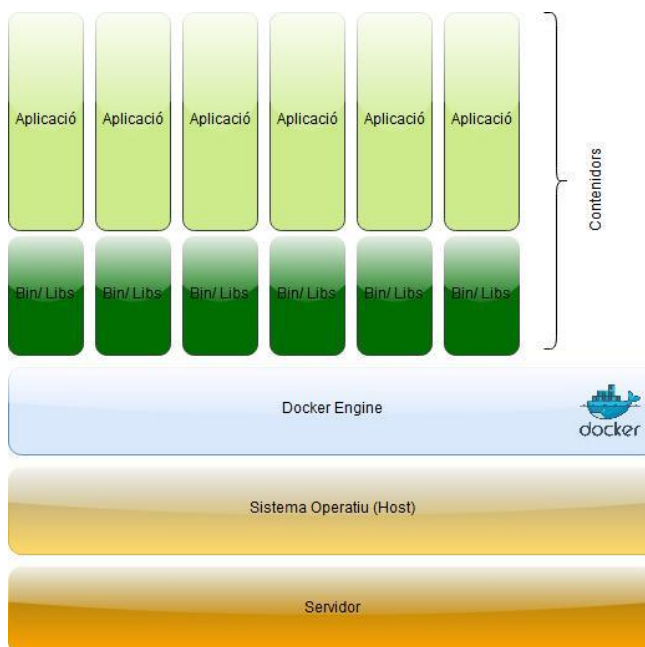 Aplicació Aplicació Aplicació Aplicació Aplicació Aplicació
Contenidors
Bin/ Libs Bin/ Libs Bin/ Libs Bin/ Libs Bin/ Libs Bin/ Libs
Docker Engine
docker
Sistema Operatiu (Host)
Servidor